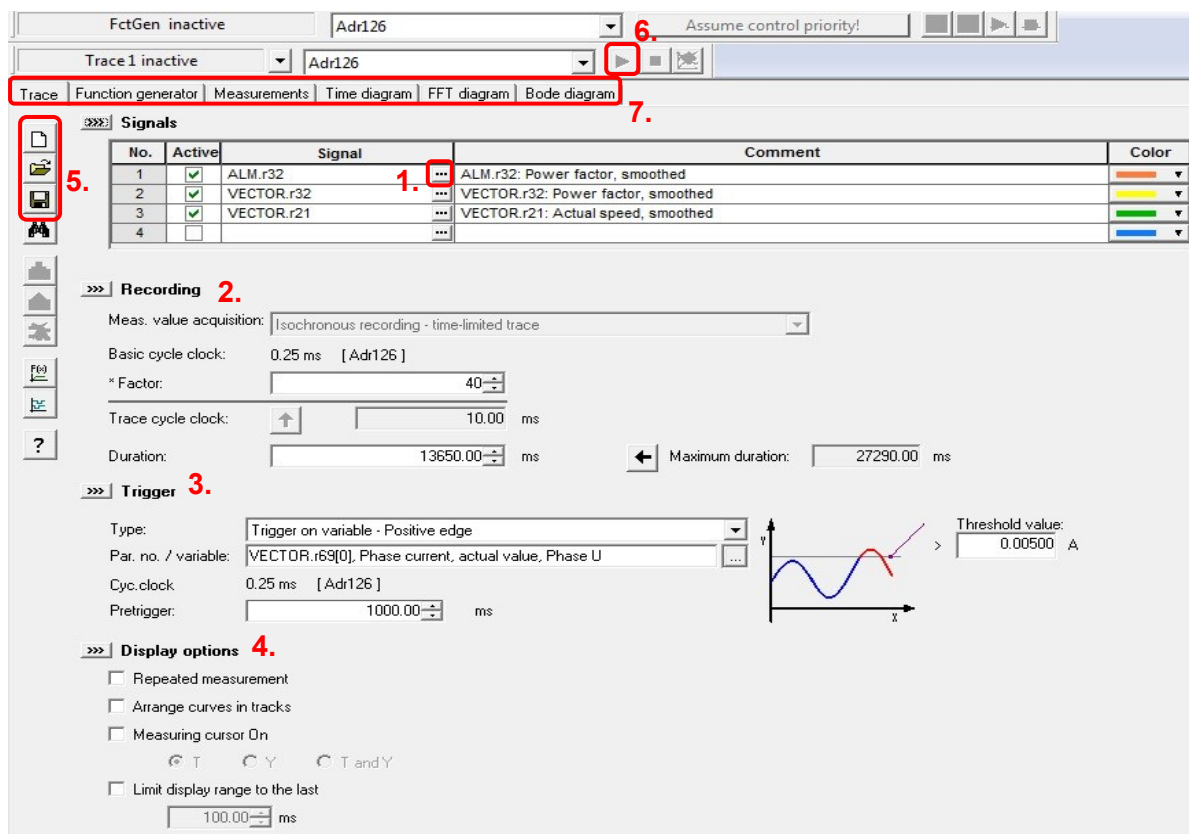 FctGen inactive Adr126 Assume control priority!
6.
Trace 1 inactive Adr126
Trace Function generator Measurements Time diagram FFT diagram Bode diagram
7.
>>> Signals
No. Active Signal Comment Color
1 ALM.r32 ... ALM.r32: Power factor, smoothed
1.
2 VECTOR.r32 ... VECTOR.r32: Power factor, smoothed
3 VECTOR.r21 ... VECTOR.r21: Actual speed, smoothed
4 ...
5.
>>> Recording 2.
Meas. value acquisition: Isochronous recording - time-limited trace
Basic cycle clock: 0.25 ms [ Adr126 ]
* Factor: 40
Trace cycle clock: 10.00 ms
Duration: 13650.00 ms Maximum duration: 27290.00 ms
F(x)
?
>>> Trigger 3.
Type: Trigger on variable - Positive edge Threshold value:
Par. no. / variable: VECTOR.r69[0], Phase current, actual value, Phase U ... Y > 0.00500 A
Cyc.clock 0.25 ms [ Adr126 ]
Pretrigger: 1000.00 ms X
>>> Display options 4.
Repeated measurement
Arrange curves in tracks
Measuring cursor On
T Y T and Y
Limit display range to the last
100.00 ms